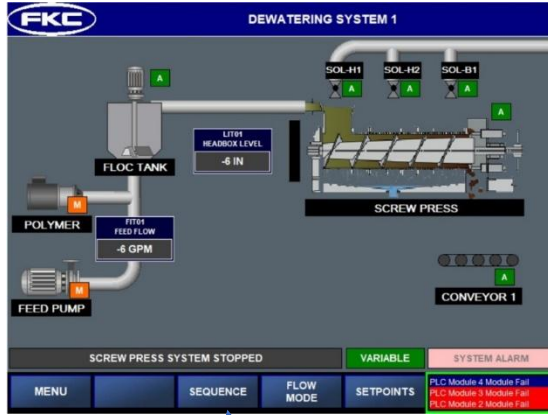 FKC
DEWATERING SYSTEM 1
SOL-H1
SOL-H2
SOL-B1
A
A
A
A
A
LIT01
HEADBOX LEVEL
-6 IN
FLOC TANK
SCREW PRESS
M
POLYMER
FIT01
FEED FLOW
-6 GPM
M
FEED PUMP
A
CONVEYOR 1
SCREW PRESS SYSTEM STOPPED
VARIABLE
SYSTEM ALARM
MENU
SEQUENCE
FLOW
MODE
SETPOINTS
PLC Module 4 Module Fail
PLC Module 3 Module Fail
PLC Module 2 Module Fail